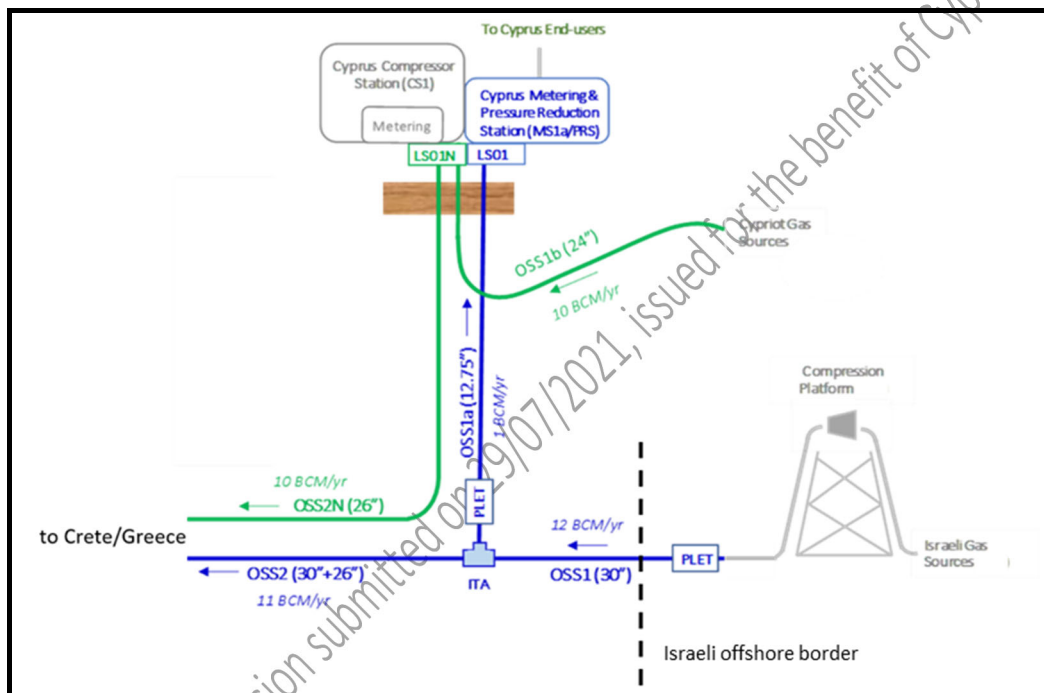 To Cyprus End-users
Cyprus Compressor
Station (CS1)
Metering
Cyprus Metering &
Pressure Reduction
Station (MS1a/PRS)
LS01N
LS01
Cypriot Gas
Sources
OSS1b (24")
10 BCM/yr
OSS1a (12.75")
1 BCM/yr
Compression
Platform
10 BCM/yr
OSS2N (26")
PLET
to Crete/Greece
12 BCM/yr
Israeli Gas
Sources
PLET
OSS2 (30"+26")
ITA
OSS1 (30")
11 BCM/yr
Israeli offshore border
sion submitted on 29/07/2021, issued for the benefit of Cyp